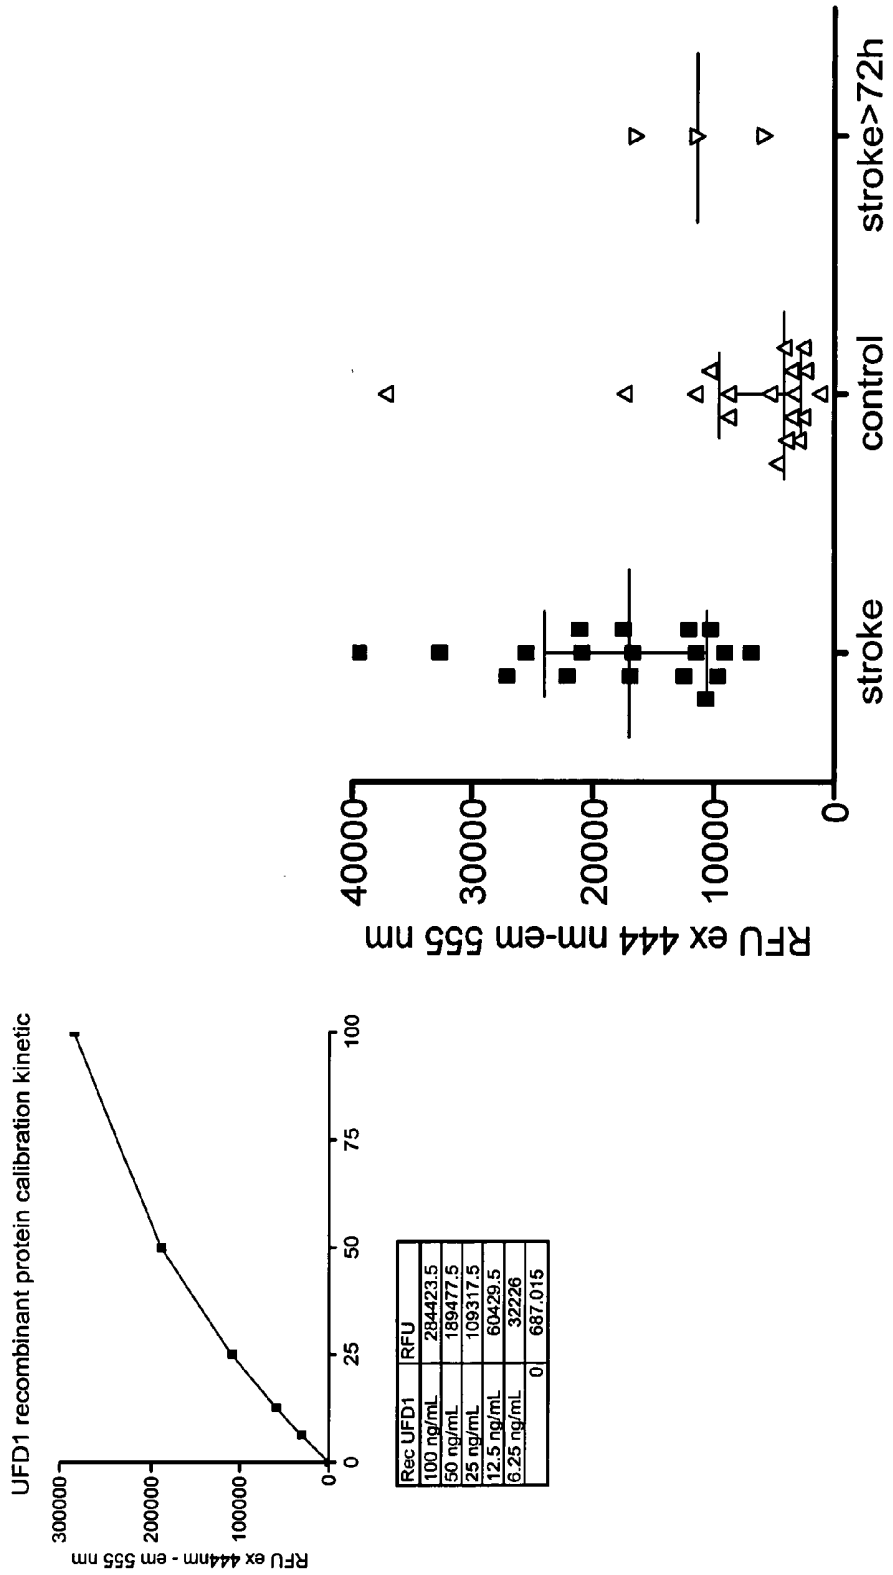 UFD1 recombinant protein calibration kinetic
RFU ex 444nm - em 555 nm
300000
200000
100000
0
0
25
50
75
100
Rec UFD1 RFU
100 ng/mL 284423.5
50 ng/mL 189477.5
25 ng/mL 109317.5
12.5 ng/mL 60429.5
6.25 ng/mL 32226
0 687.015
RFU ex 444 nm-em 555 nm
40000
30000
20000
10000
0
stroke
control
stroke>72h